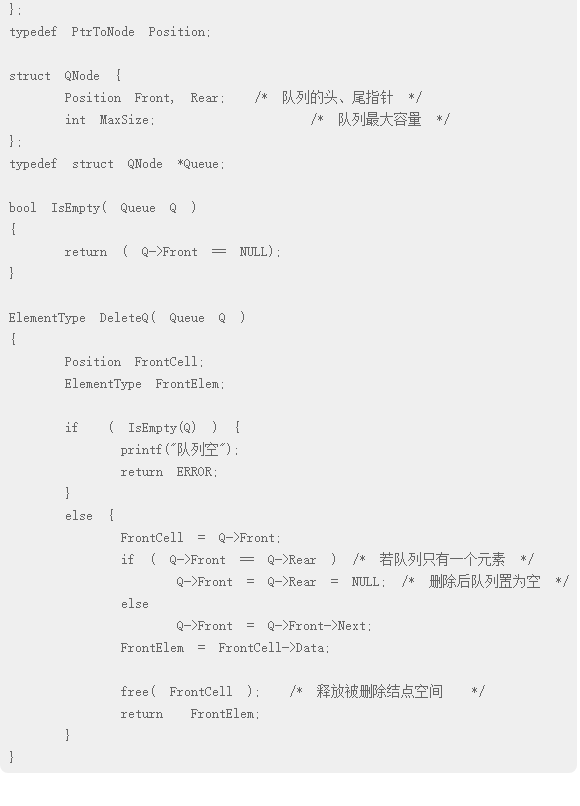 };
typedef PtrToNode Position;
struct QNode {
Position Front, Rear; /* 队列的头、尾指针 */
int MaxSize; /* 队列最大容量 */
};
typedef struct QNode *Queue;
bool IsEmpty( Queue Q )
{
return ( Q->Front == NULL);
}
ElementType DeleteQ( Queue Q )
{
Position FrontCell;
ElementType FrontElem;
if ( IsEmpty(Q) ) {
printf("队列空");
return ERROR;
}
else {
FrontCell = Q->Front;
if ( Q->Front == Q->Rear ) /* 若队列只有一个元素 */
Q->Front = Q->Rear = NULL; /* 删除后队列置为空 */
else
Q->Front = Q->Front->Next;
FrontElem = FrontCell->Data;
free( FrontCell ); /* 释放被删除结点空间 */
return FrontElem;
}
}